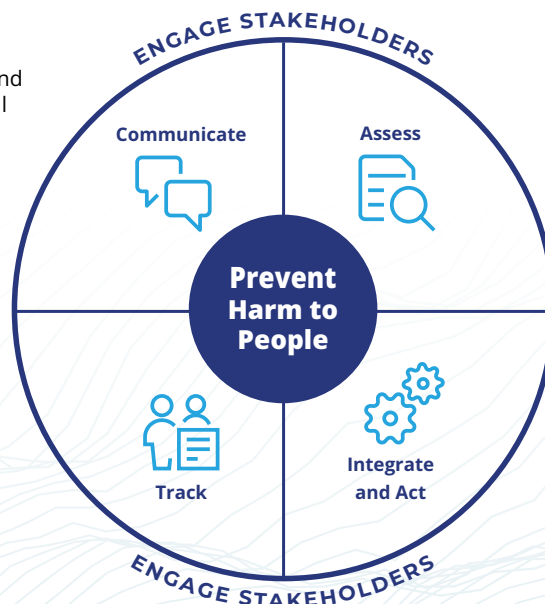 ENGAGE STAKEHOLDERS
Communicate
Assess
Prevent
Harm to
People
Integrate
and Act
Track
ENGAGE STAKEHOLDERS